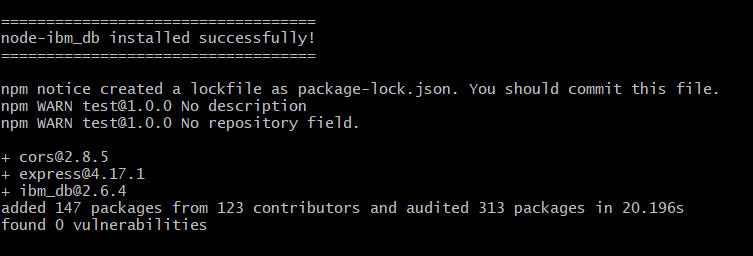 ===================================
node-ibm_db installed successfully!
===================================
npm notice created a lockfile as package-lock.json. You should commit this file.
npm WARN test@1.0.0 No description
npm WARN test@1.0.0 No repository field.
+ cors@2.8.5
+ express@4.17.1
+ ibm_db@2.6.4
added 147 packages from 123 contributors and audited 313 packages in 20.196s
found 0 vulnerabilities